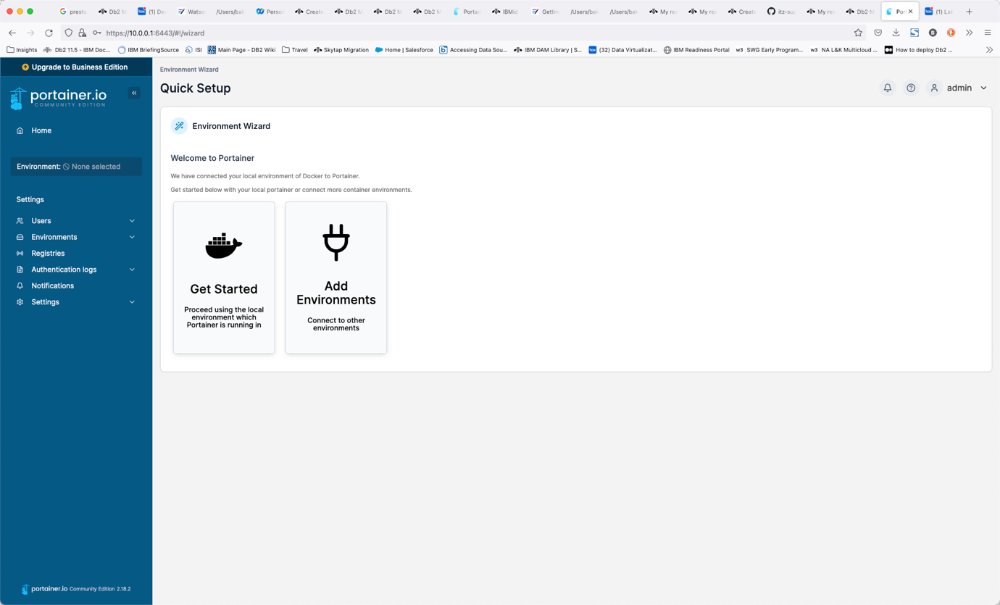 presto
Db2 M
(1) De
Watso
/Users/bak
Person
Create
Db2 M
Db2 M
Db2 M
Portai
IBMid
Gettin
/Users/bak
/Users/bak
My res
My res
Create
itz-sup
My res
Db2 M
Por
(1) Lab
https://10.0.0.1:6443/#!/wizard
Insights
Db2 11.5 - IBM Doc...
IBM BriefingSource
ISI
Main Page - DB2 Wiki
Travel
Skytap Migration
Home | Salesforce
Accessing Data Sou...
IBM DAM Library | S...
(32) Data Virtualizat...
IBM Readiness Portal
w3 SWG Early Program...
w3 NA L&K Multicloud ...
How to deploy Db2 ...
Upgrade to Business Edition
portainer.io
COMMUNITY EDITION
Home
Environment: None selected
Settings
Users
Environments
Registries
Authentication logs
Notifications
Settings
portainer.io Community Edition 2.18.2
Environment Wizard
Quick Setup
admin
Environment Wizard
Welcome to Portainer
We have connected your local environment of Docker to Portainer.
Get started below with your local portainer or connect more container environments.
Get Started
Proceed using the local
environment which
Portainer is running in
Add
Environments
Connect to other
environments